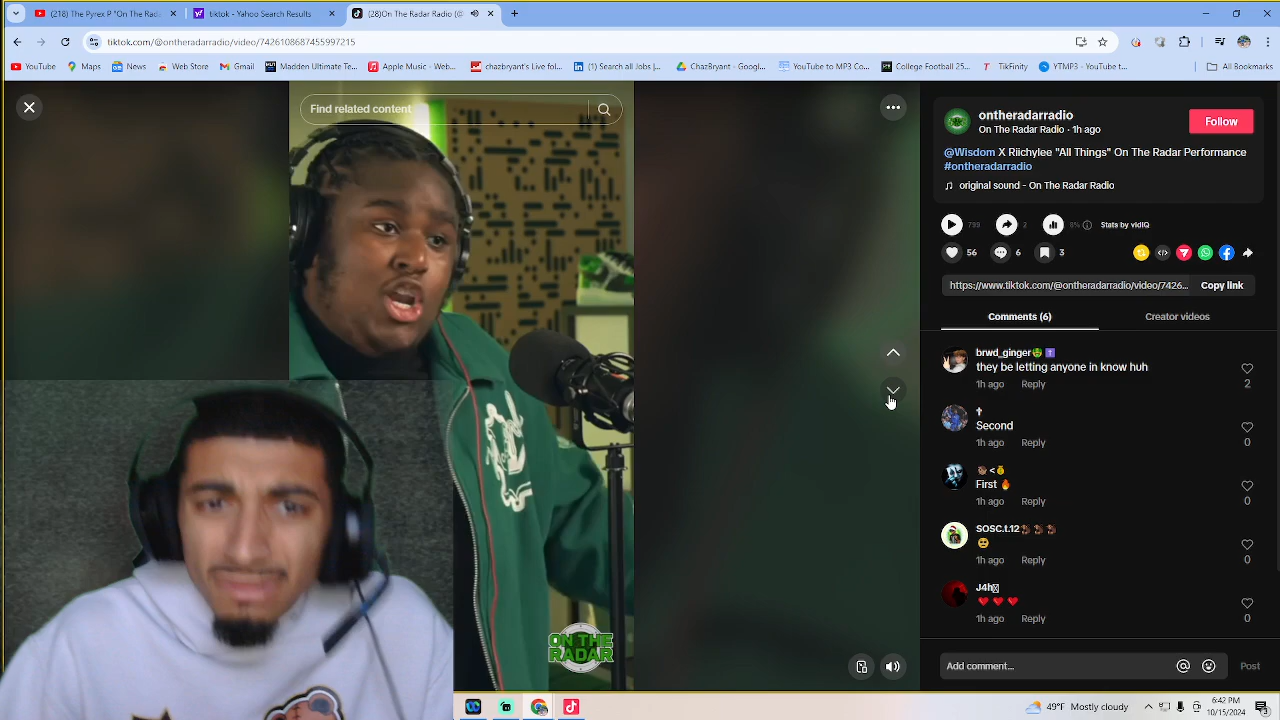 (218) The Pyrex P "On The Rada
tiktok - Yahoo Search Results
(28)On The Radar Radio (@
tiktok.com/@ontheradarradio/video/7426108687455997215
YouTube
Maps
News
Web Store
Gmail
Madden Ultimate Te...
Apple Music - Web...
chazbryant's Live fol...
(1) Search all Jobs |...
ChazBryant - Googl...
YouTube to MP3 Co...
College Football 25...
TikFinity
YTMP3 - YouTube t...
All Bookmarks
Find related content
ontheradarradio
On The Radar Radio · 1h ago
Follow
@Wisdom X Riichylee "All Things" On The Radar Performance
#ontheradarradio
original sound - On The Radar Radio
799
2
9%
Stats by vidIQ
56
6
3
https://www.tiktok.com/@ontheradarradio/video/7426...
Copy link
Comments (6)
Creator videos
brwd_ginger
they be letting anyone in know huh
1h ago
Reply
2
Second
1h ago
Reply
0
First 🔥
1h ago
Reply
0
SOSC.t.12
1h ago
Reply
0
J4h
1h ago
Reply
0
ON THE
RADAR
Add comment...
Post
49°F Mostly cloudy
6:42 PM
10/15/2024